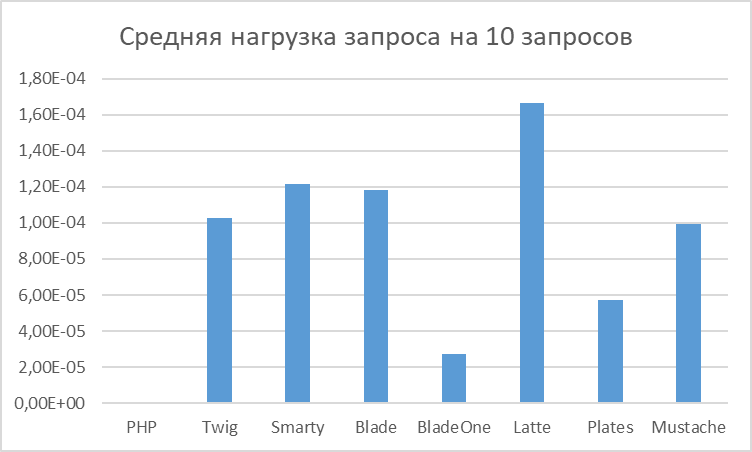 Средняя нагрузка запроса на 10 запросов
1,80E-04
1,60E-04
1,40E-04
1,20E-04
1,00E-04
8,00E-05
6,00E-05
4,00E-05
2,00E-05
0,00E+00
PHP Twig Smarty Blade BladeOne Latte Plates Mustache